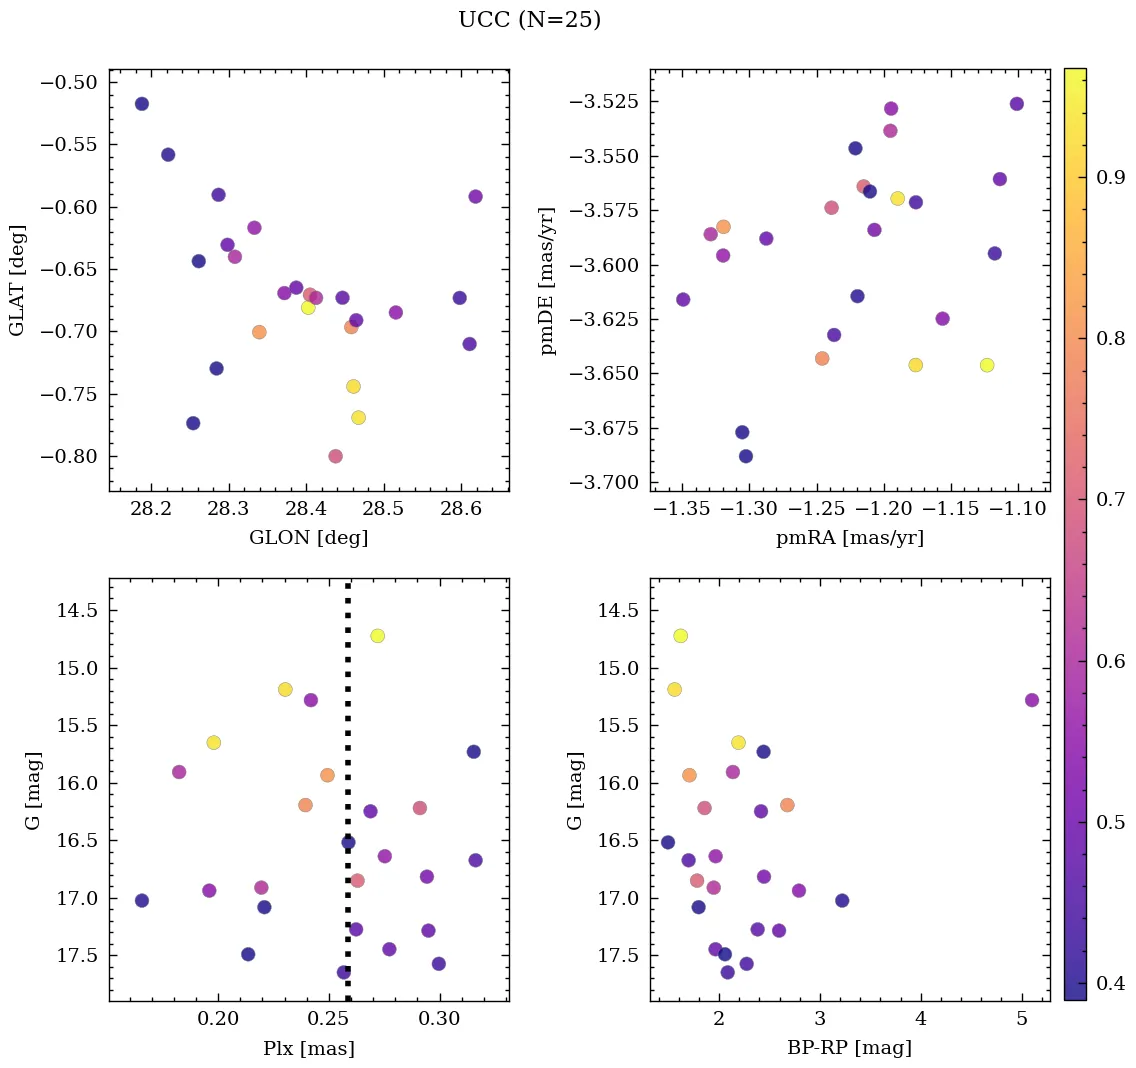 UCC (N=25)
−0.50
−0.55
−0.60
−0.65
−0.70
−0.75
−0.80
GLAT [deg]
28.2 28.3 28.4 28.5 28.6
GLON [deg]
−3.525
−3.550
−3.575
−3.600
−3.625
−3.650
−3.675
−3.700
pmDE [mas/yr]
−1.35 −1.30 −1.25 −1.20 −1.15 −1.10
pmRA [mas/yr]
14.5
15.0
15.5
16.0
16.5
17.0
17.5
G [mag]
0.20 0.25 0.30
Plx [mas]
14.5
15.0
15.5
16.0
16.5
17.0
17.5
G [mag]
2 3 4 5
BP-RP [mag]
0.9
0.8
0.7
0.6
0.5
0.4